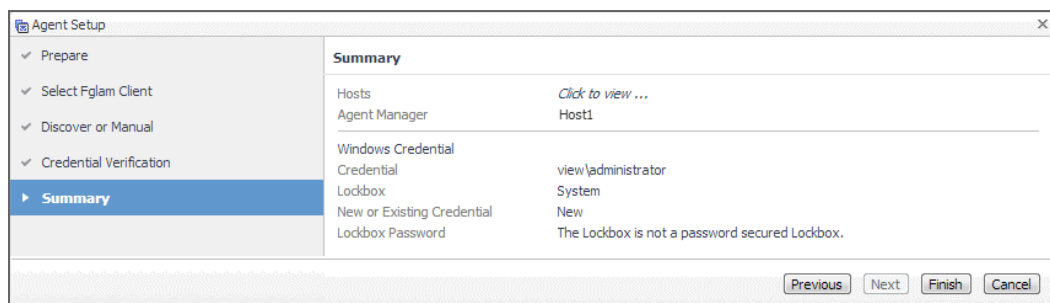 Agent Setup
Prepare
Select Fglam Client
Discover or Manual
Credential Verification
Summary
Summary
Hosts Click to view ...
Agent Manager Host1
Windows Credential
Credential view\administrator
Lockbox System
New or Existing Credential New
Lockbox Password The Lockbox is not a password secured Lockbox.
Previous Next Finish Cancel